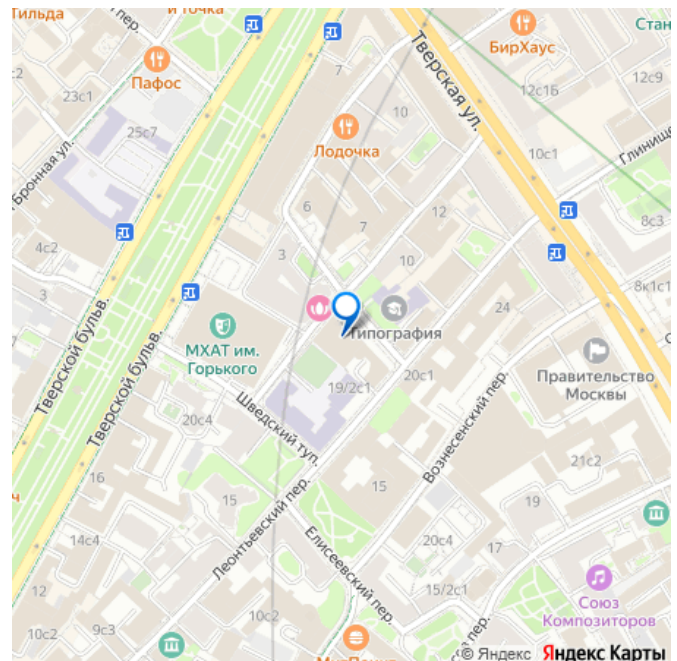 Тильда
и точка
пер.
Пафос
23с1
25с7
Бронная ул.
4с2
3
7
10
Лодочка
Тверская ул.
БирХаус
Стан
12с1Б
12с9
10с1
Глинище
8с3
6
7
12
3
10
8к1с1
24
Типография
МХАТ им.
Горького
Тверской бульв.
Тверской бульв.
19/2с1
20с1
Правительство
Москвы
Шведский туп.
20с4
Вознесенский пер.
21с2
16
15
15
19
14с4
Леонтьевский пер.
Елисеевский пер.
20с4
17
12
15/2с1
Союз
Композиторов
10с2
9с3
10с2
пер.
© Яндекс Яндекс Карты